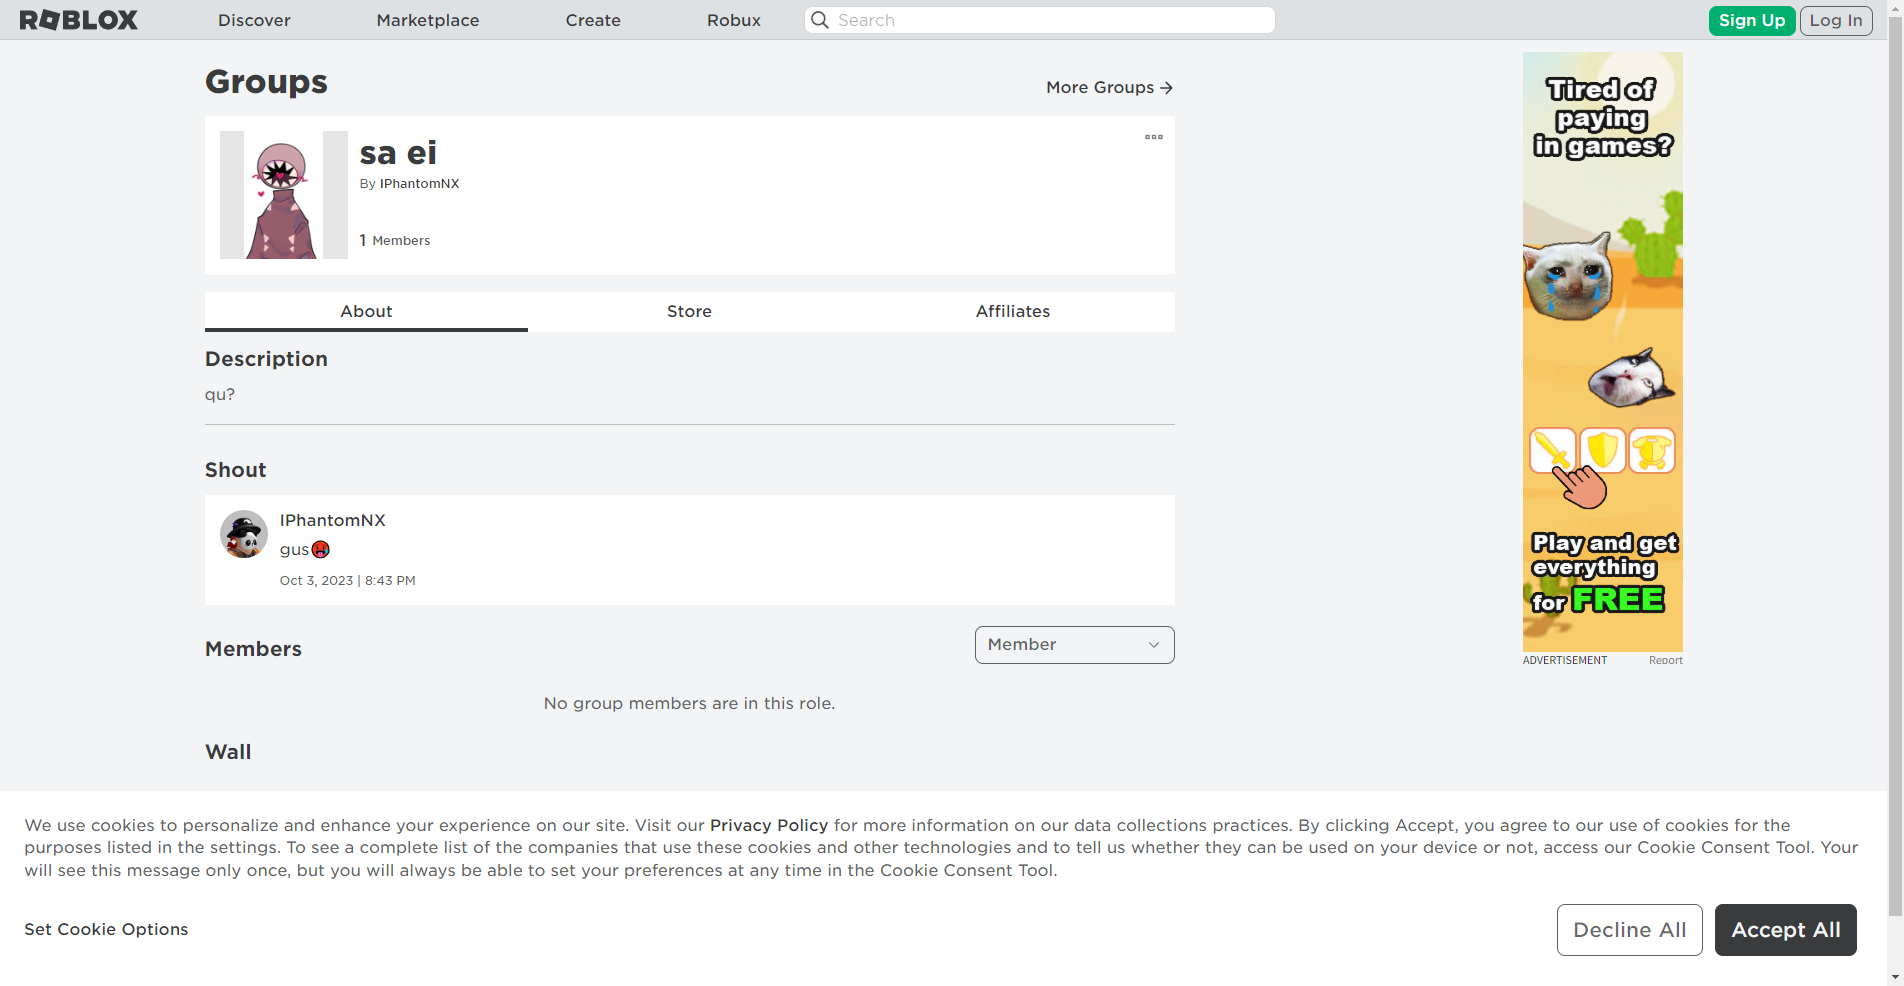 ROBLOX
Discover
Marketplace
Create
Robux
Search
Sign Up
Log In
Groups
More Groups →
sa ei
By IPhantomNX
1 Members
About
Store
Affiliates
Description
qu?
Shout
IPhantomNX
gus🥵
Oct 3, 2023 | 8:43 PM
Members
Member
No group members are in this role.
Wall
Tired of
paying
in games?
Play and get
everything
for FREE
ADVERTISEMENT
Report
We use cookies to personalize and enhance your experience on our site. Visit our Privacy Policy for more information on our data collections practices. By clicking Accept, you agree to our use of cookies for the
purposes listed in the settings. To see a complete list of the companies that use these cookies and other technologies and to tell us whether they can be used on your device or not, access our Cookie Consent Tool. Your
will see this message only once, but you will always be able to set your preferences at any time in the Cookie Consent Tool.
Set Cookie Options
Decline All
Accept All